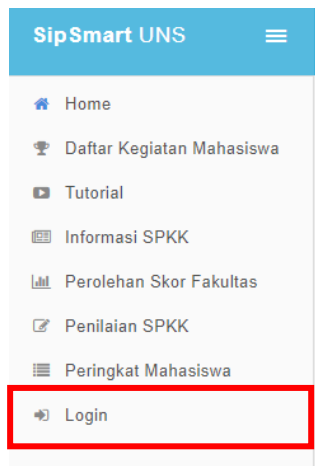 SipSmart UNS
Home
Daftar Kegiatan Mahasiswa
Tutorial
Informasi SPKK
Perolehan Skor Fakultas
Penilaian SPKK
Peringkat Mahasiswa
Login